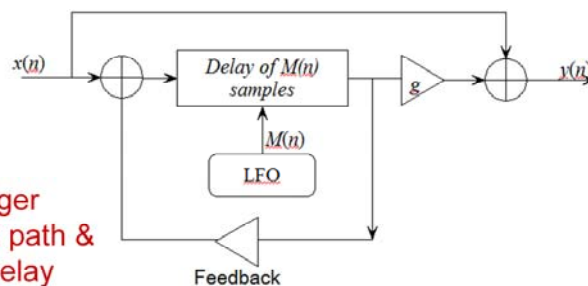 x(n)
Delay of M(n)
samples
g
y(n)
M(n)
LFO
ger
path &
elay
Feedback